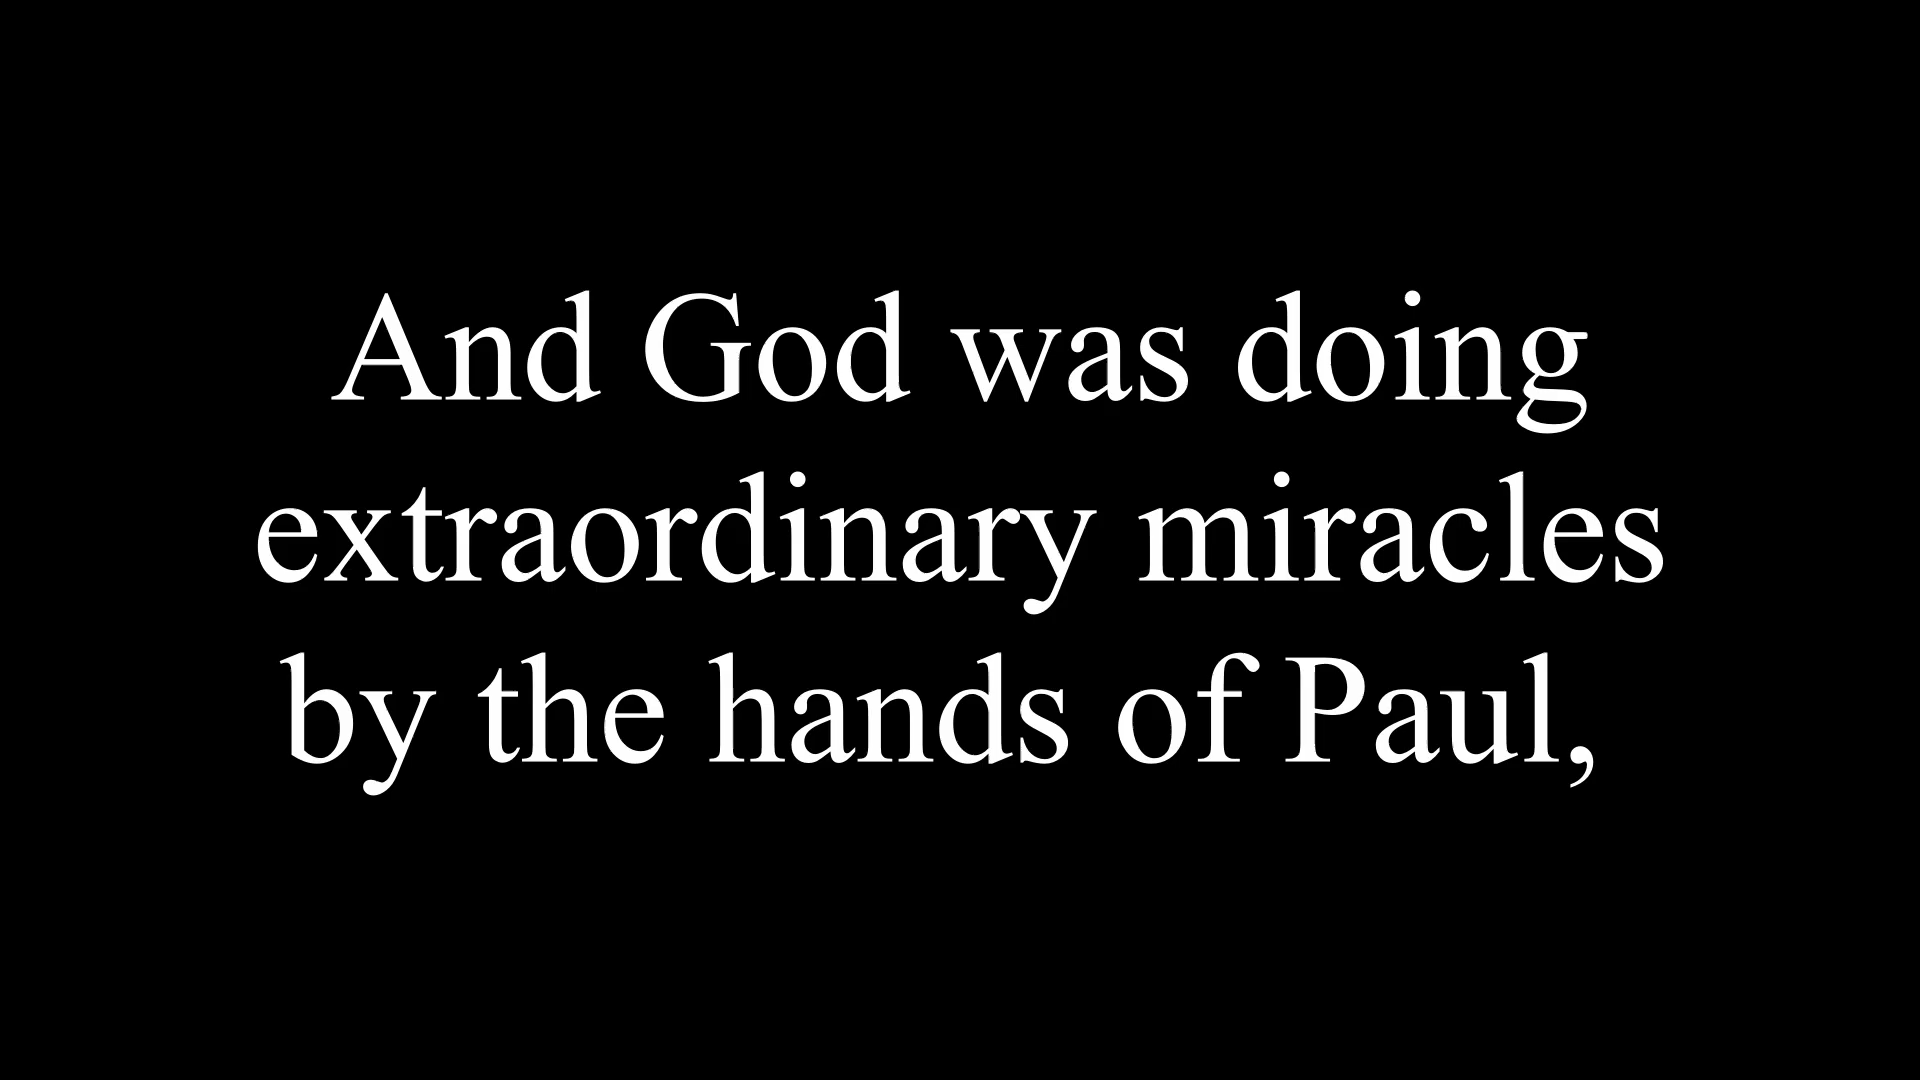 And God was doing
extraordinary miracles
by the hands of Paul,